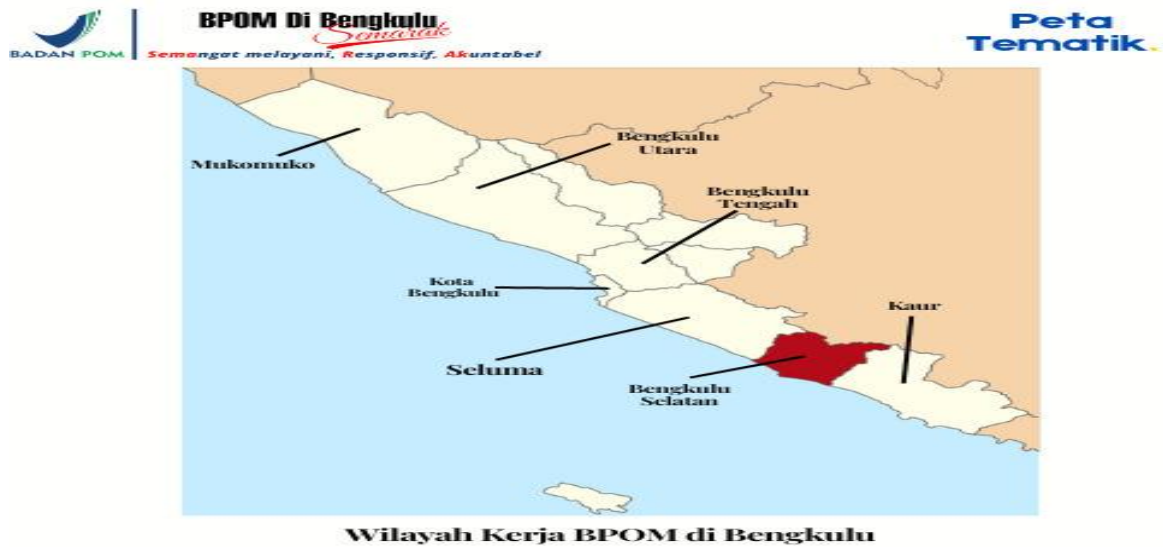 BADAN POM
BPOM Di Bengkulu
Semarak
Semangat melayani, Responsif, Akuntabel
Peta
Tematik.
Mukomuko
Bengkulu
Utara
Bengkulu
Tengah
Kota
Bengkulu
Kaur
Seluma
Bengkulu
Selatan
Wilayah Kerja BPOM di Bengkulu